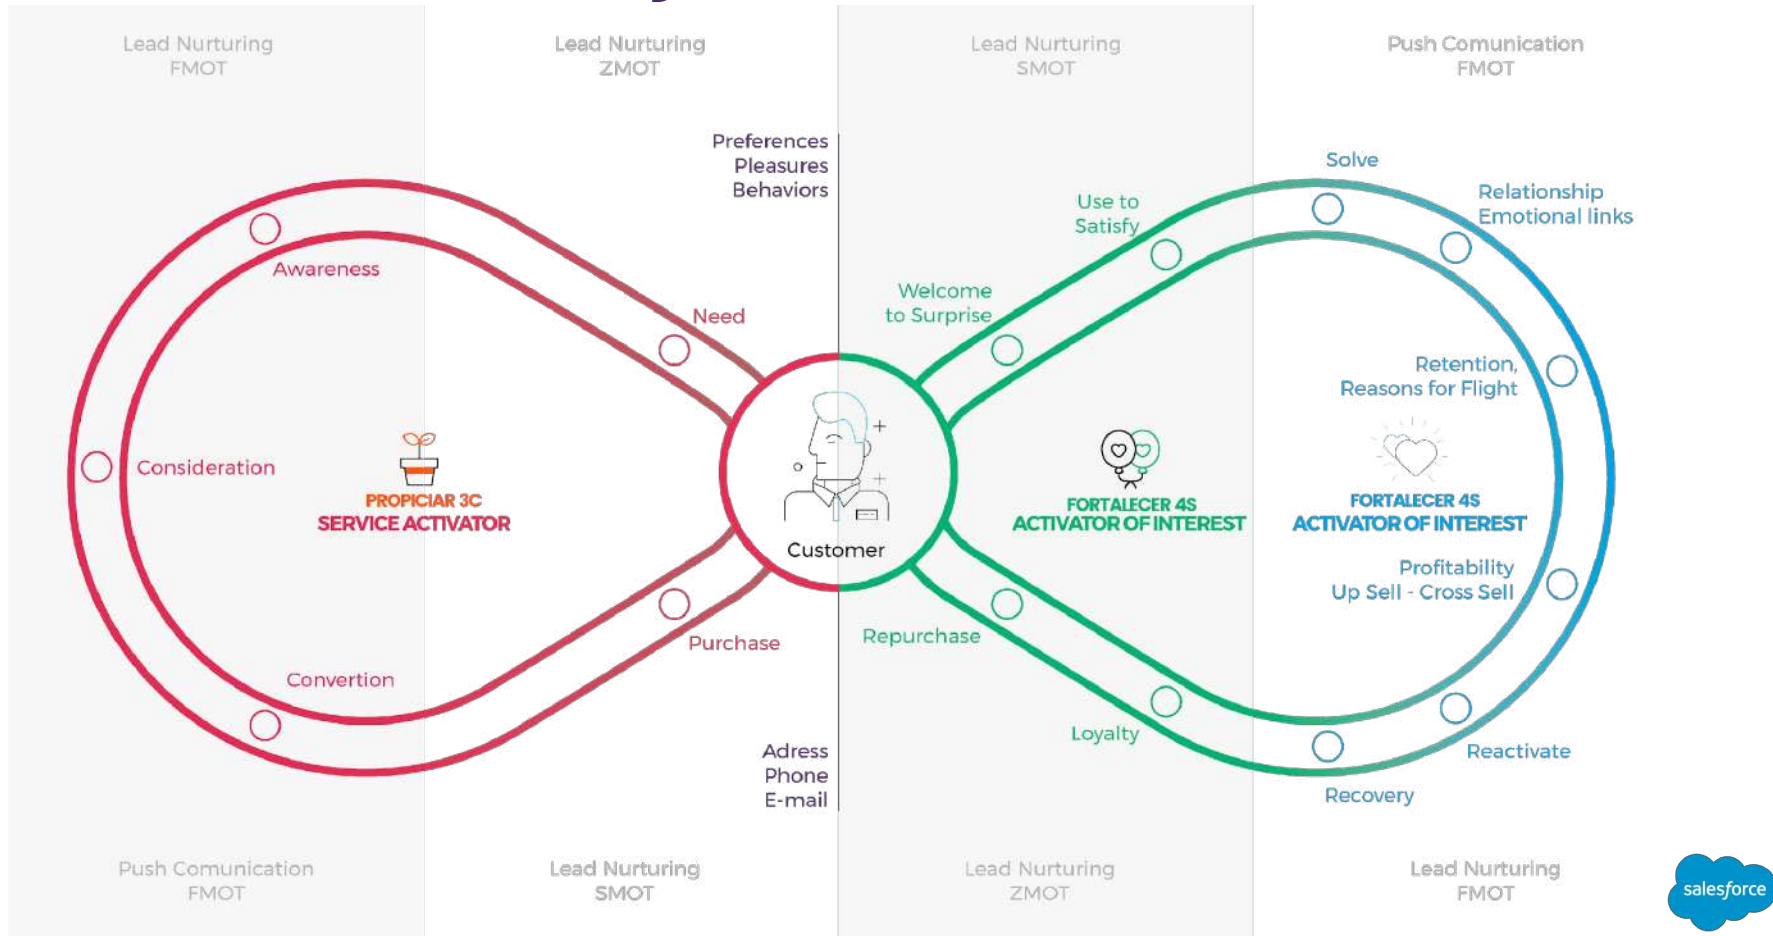 Lead Nurturing
FMOT
Lead Nurturing
ZMOT
Lead Nurturing
SMOT
Push Comunication
FMOT
Preferences
Pleasures
Behaviors
Solve
Relationship
Emotional links
Use to
Satisfy
Awareness
Welcome
to Surprise
Need
Retention,
Reasons for Flight
Consideration
PROPICIAR 3C
SERVICE ACTIVATOR
Customer
FORTALECER 4S
ACTIVATOR OF INTEREST
FORTALECER 4S
ACTIVATOR OF INTEREST
Profitability
Up Sell - Cross Sell
Purchase
Repurchase
Convertion
Loyalty
Adress
Phone
E-mail
Reactivate
Recovery
Push Comunication
FMOT
Lead Nurturing
SMOT
Lead Nurturing
ZMOT
Lead Nurturing
FMOT
salesforce